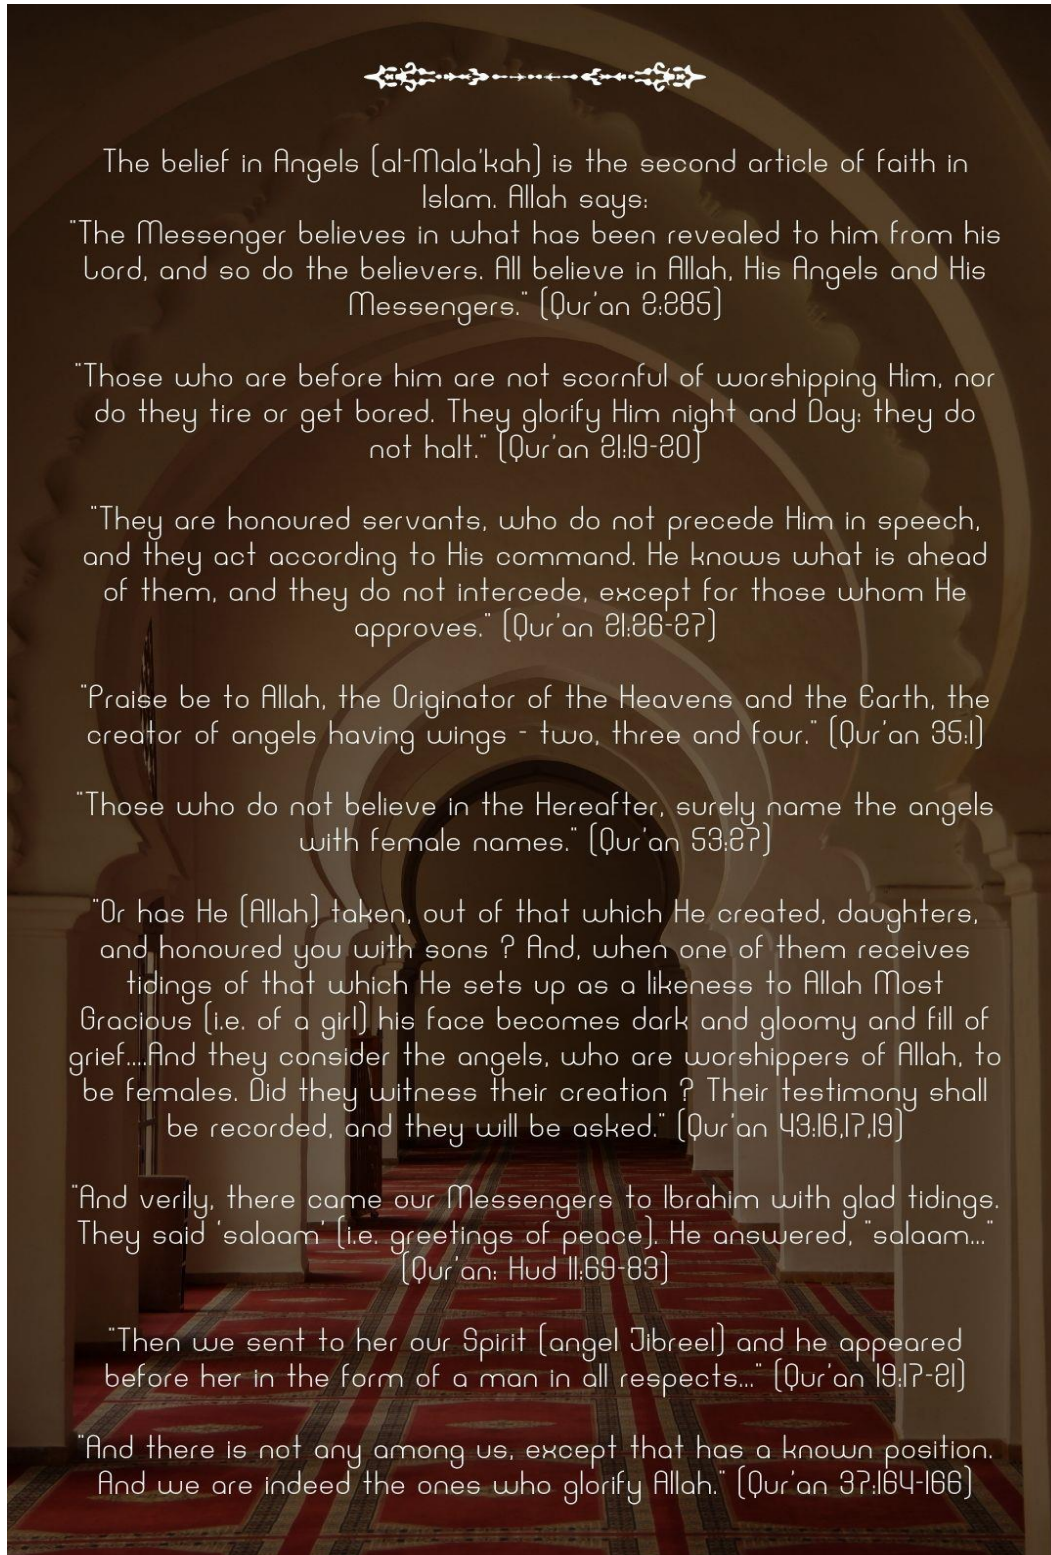 The belief in Angels (al-Mala'kah) is the second article of faith in
Islam. Allah says:
"The Messenger believes in what has been revealed to him from his
Lord, and so do the believers. All believe in Allah, His Angels and His
Messengers." (Qur'an 2:285)
"Those who are before him are not scornful of worshipping Him, nor
do they tire or get bored. They glorify Him night and Day: they do
not halt." (Qur'an 21:19-20)
"They are honoured servants, who do not precede Him in speech,
and they act according to His command. He knows what is ahead
of them, and they do not intercede, except for those whom He
approves." (Qur'an 21:26-27)
"Praise be to Allah, the Originator of the Heavens and the Earth, the
creator of angels having wings - two, three and four." (Qur'an 35:1)
"Those who do not believe in the Hereafter, surely name the angels
with female names." (Qur'an 53:27)
"Or has He (Allah) taken, out of that which He created, daughters,
and honoured you with sons ? And, when one of them receives
tidings of that which He sets up as a likeness to Allah Most
Gracious (i.e. of a girl) his face becomes dark and gloomy and fill of
grief....And they consider the angels, who are worshippers of Allah, to
be females. Did they witness their creation ? Their testimony shall
be recorded, and they will be asked." (Qur'an 43:16,17,19)
"And verily, there came our Messengers to Ibrahim with glad tidings.
They said 'salaam' (i.e. greetings of peace). He answered, "salaam..."
(Qur'an: Hud 11:69-83)
"Then we sent to her our Spirit (angel Jibreel) and he appeared
before her in the form of a man in all respects..." (Qur'an 19:17-21)
"And there is not any among us, except that has a known position.
And we are indeed the ones who glorify Allah." (Qur'an 37:164-166)